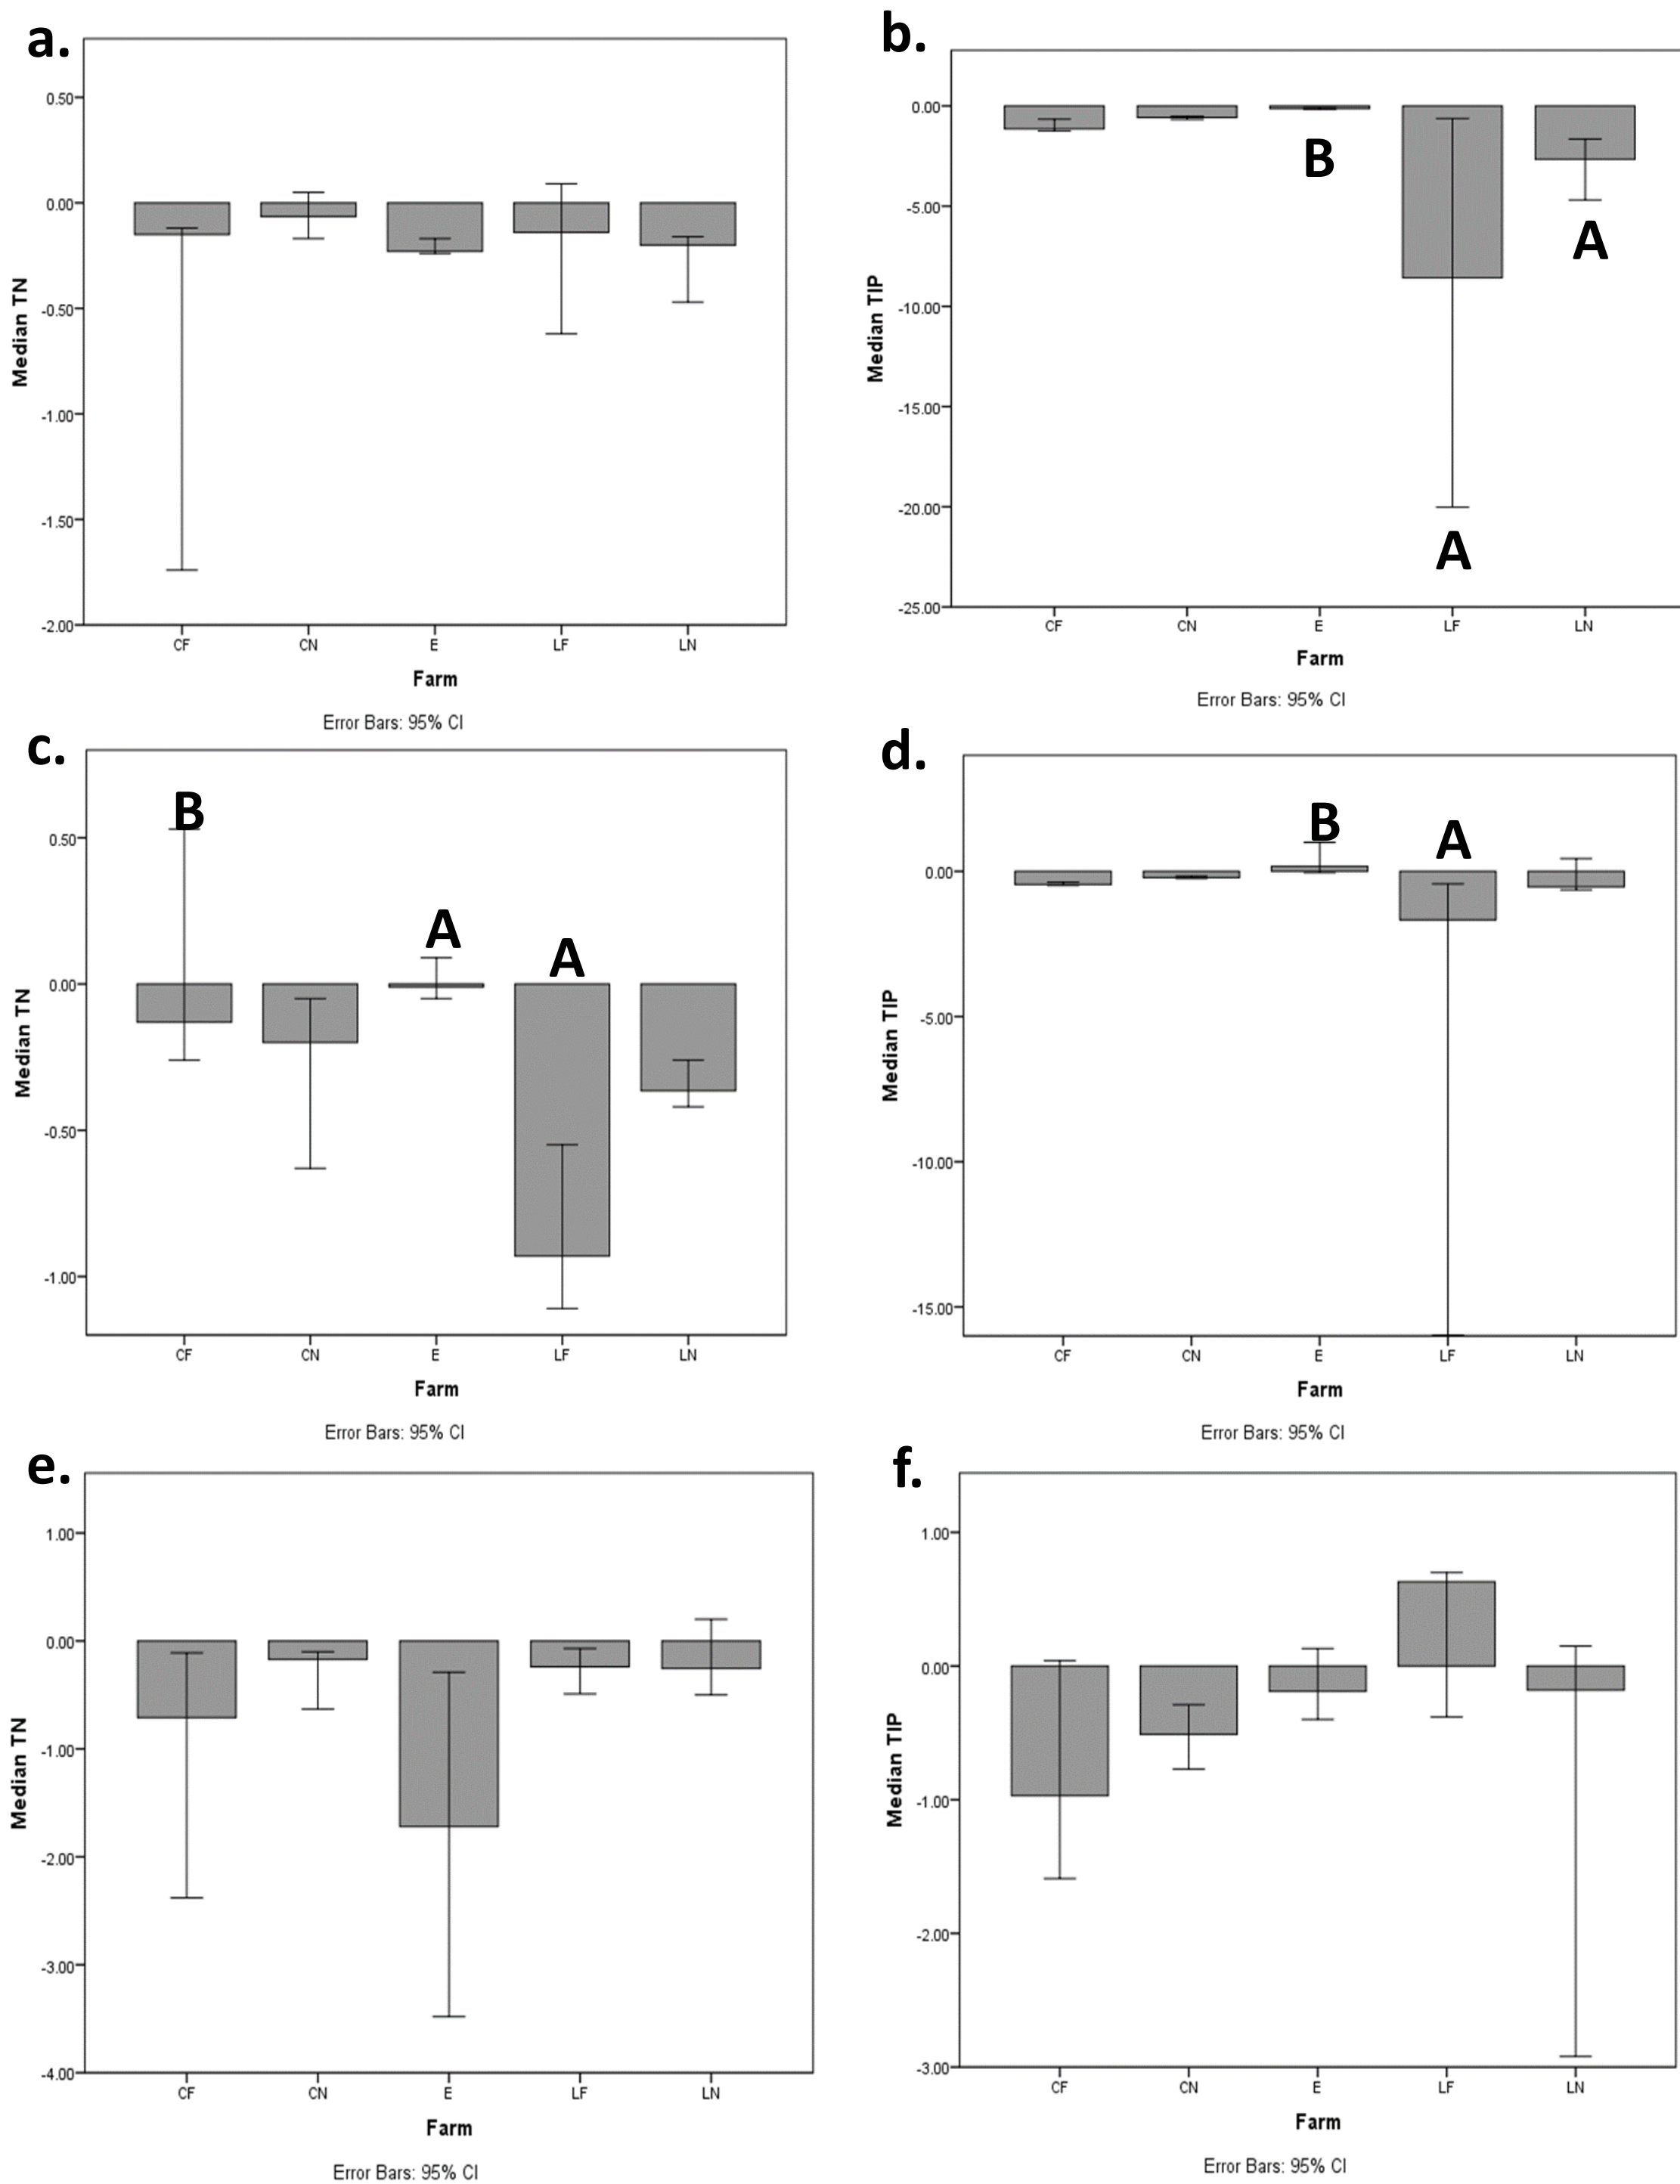 a.
0.50
0.00
-0.50
-1.00
-1.50
-2.00
Median TN
CF CN E LF LN
Farm
Error Bars: 95% CI
b.
0.00
-5.00
-10.00
-15.00
-20.00
-25.00
Median TIP
B
A
A
CF CN E LF LN
Farm
Error Bars: 95% CI
c.
0.50
0.00
-0.50
-1.00
Median TN
B
A
A
CF CN E LF LN
Farm
Error Bars: 95% CI
d.
0.00
-5.00
-10.00
-15.00
Median TIP
B
A
CF CN E LF LN
Farm
Error Bars: 95% CI
e.
1.00
0.00
-1.00
-2.00
-3.00
-4.00
Median TN
CF CN E LF LN
Farm
Error Bars: 95% CI
f.
1.00
0.00
-1.00
-2.00
-3.00
Median TIP
CF CN E LF LN
Farm
Error Bars: 95% CI